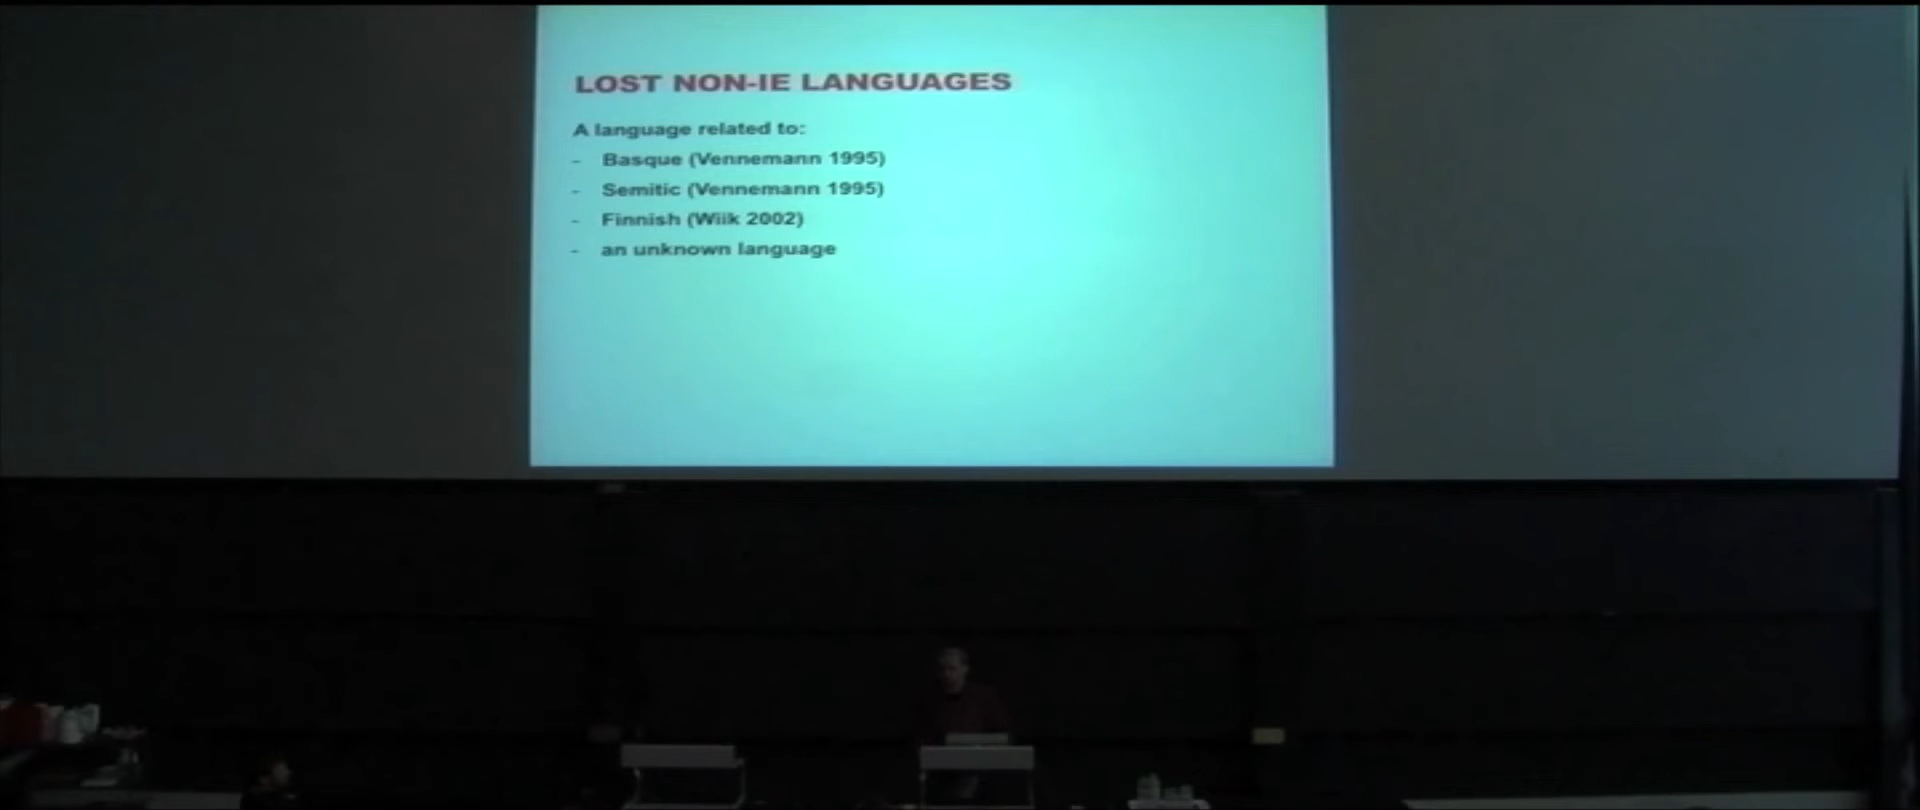 LOST NON-IE LANGUAGES
A language related to:
- Basque (Vennemann 1995)
- Semitic (Vennemann 1995)
- Finnish (Wiik 2002)
- an unknown language